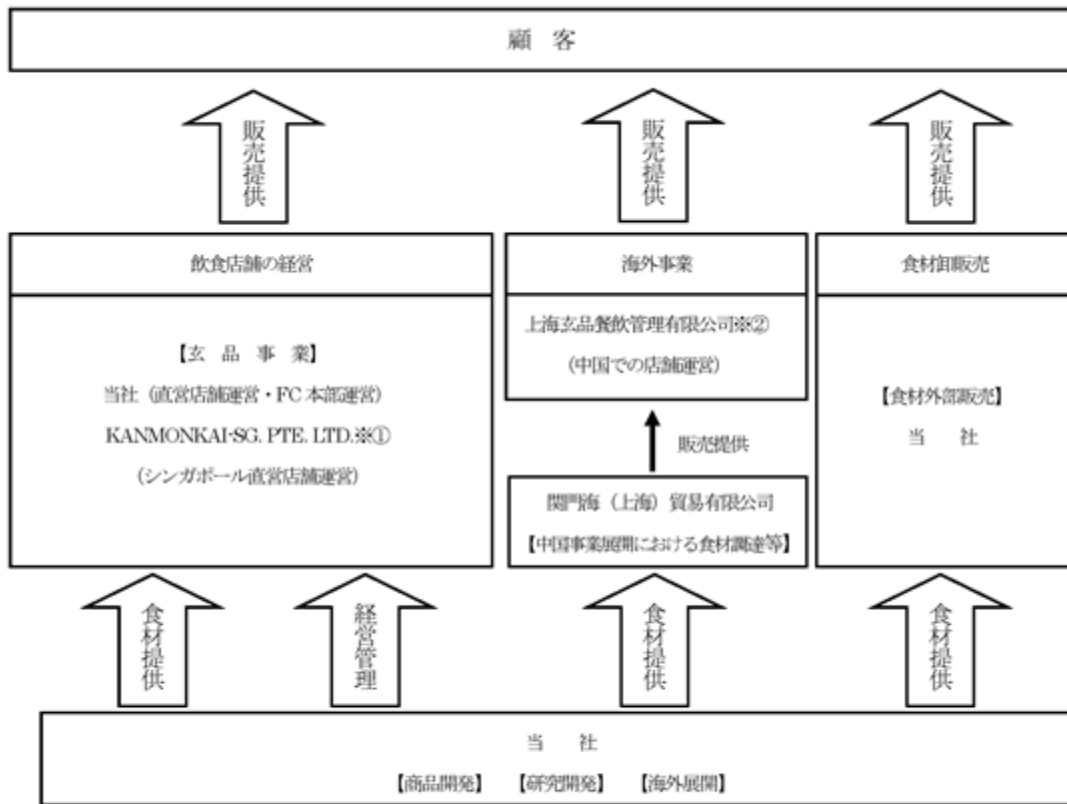 顧 客
販売提供
販売提供
販売提供
飲食店舗の経営
【玄 品 事 業】
当社（直営店舗運営・FC 本部運営）
KANMONKAI-SG. PTE. LTD.※①
（シンガポール直営店舗運営）
海外事業
上海玄品餐飲管理有限公司※②
（中国での店舗運営）
販売提供
関門海（上海）貿易有限公司
【中国事業展開における食材調達等】
食材卸販売
【食材外部販売】
当 社
食材提供
経営管理
食材提供
食材提供
当 社
【商品開発】 【研究開発】 【海外展開】